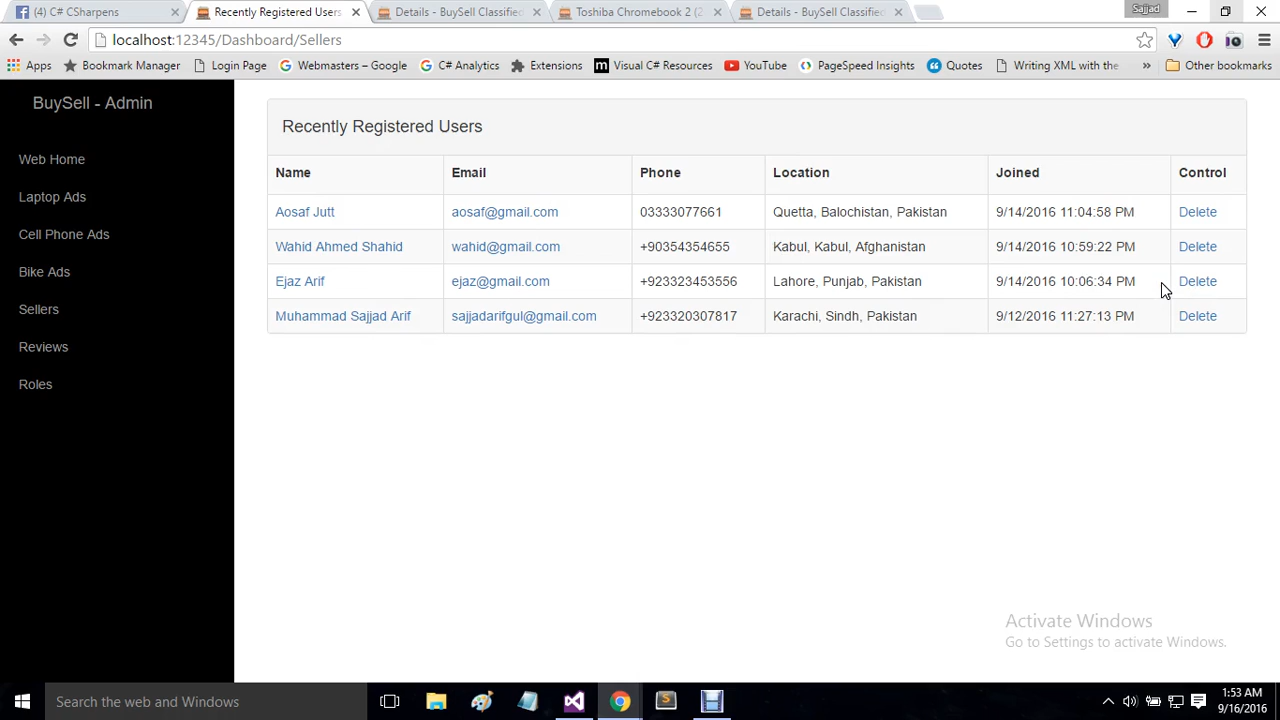 (4) C# CSharpens
Recently Registered Users
Details - BuySell Classified
Toshiba Chromebook 2 (2
Details - BuySell Classified
Sajjad
localhost:12345/Dashboard/Sellers
Apps
Bookmark Manager
Login Page
Webmasters – Google
C# Analytics
Extensions
Visual C# Resources
YouTube
PageSpeed Insights
Quotes
Writing XML with the
»
Other bookmarks
BuySell - Admin
Web Home
Laptop Ads
Cell Phone Ads
Bike Ads
Sellers
Reviews
Roles
Recently Registered Users
Name Email Phone Location Joined Control
Aosaf Jutt aosaf@gmail.com 03333077661 Quetta, Balochistan, Pakistan 9/14/2016 11:04:58 PM Delete
Wahid Ahmed Shahid wahid@gmail.com +90354354655 Kabul, Kabul, Afghanistan 9/14/2016 10:59:22 PM Delete
Ejaz Arif ejaz@gmail.com +923323453556 Lahore, Punjab, Pakistan 9/14/2016 10:06:34 PM Delete
Muhammad Sajjad Arif sajjadarifgul@gmail.com +923320307817 Karachi, Sindh, Pakistan 9/12/2016 11:27:13 PM Delete
Activate Windows
Go to Settings to activate Windows.
Search the web and Windows
1:53 AM
9/16/2016